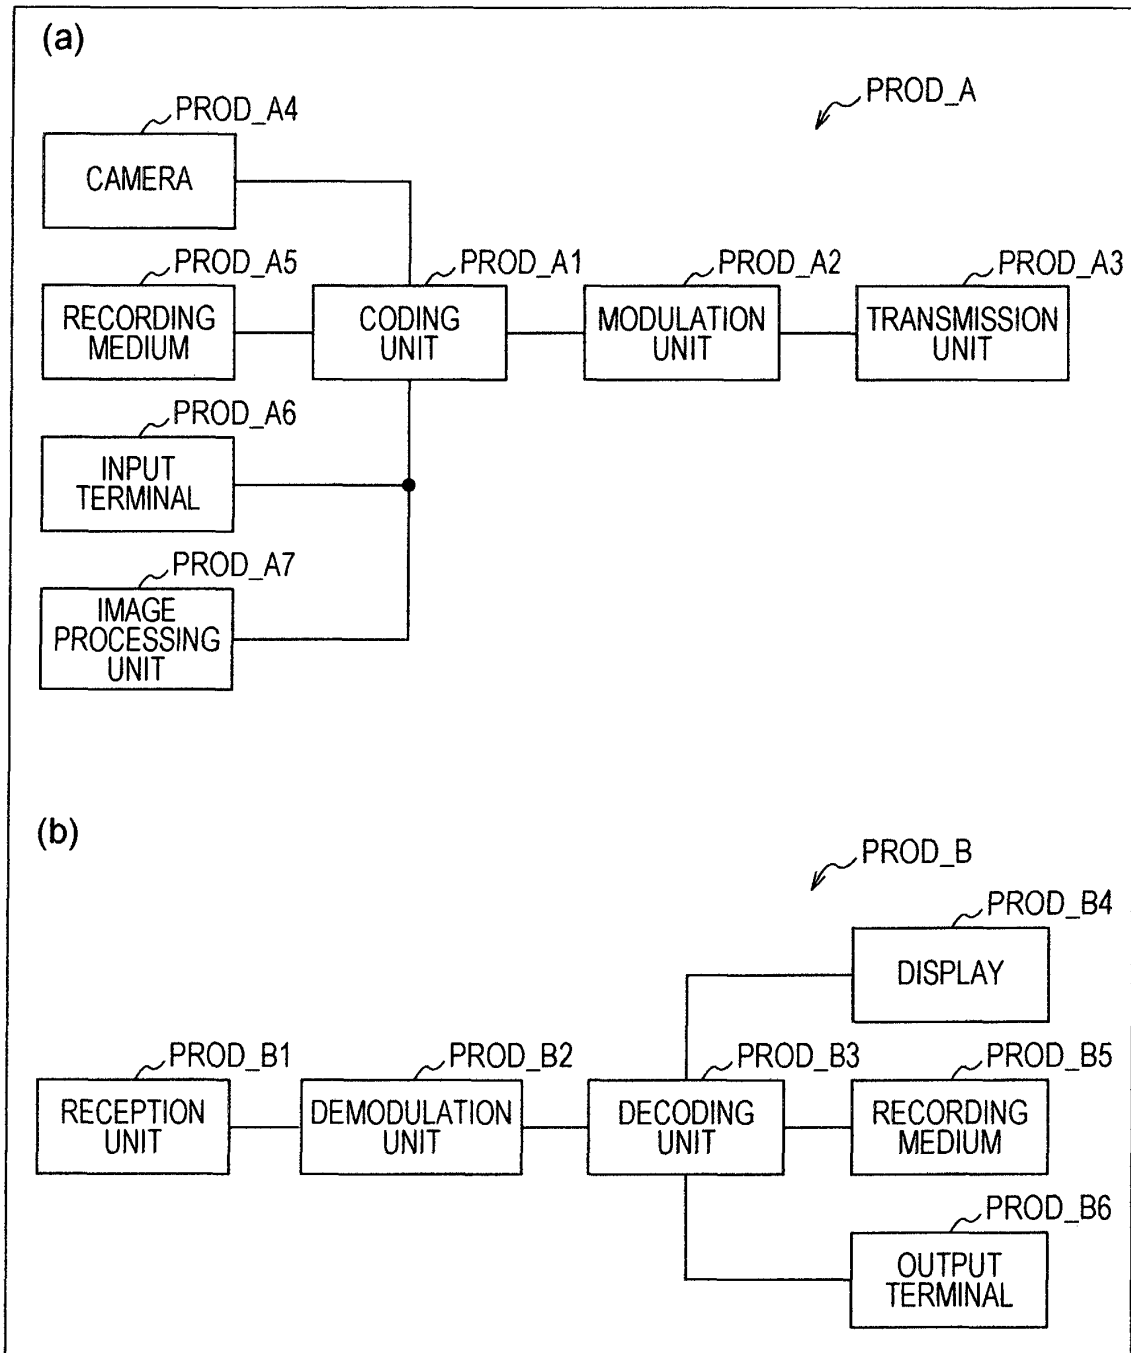 (a)
PROD_A
PROD_A4
CAMERA
PROD_A5
RECORDING
MEDIUM
PROD_A1
CODING
UNIT
PROD_A2
MODULATION
UNIT
PROD_A3
TRANSMISSION
UNIT
PROD_A6
INPUT
TERMINAL
PROD_A7
IMAGE
PROCESSING
UNIT
(b)
PROD_B
PROD_B4
DISPLAY
PROD_B1
RECEPTION
UNIT
PROD_B2
DEMODULATION
UNIT
PROD_B3
DECODING
UNIT
PROD_B5
RECORDING
MEDIUM
PROD_B6
OUTPUT
TERMINAL